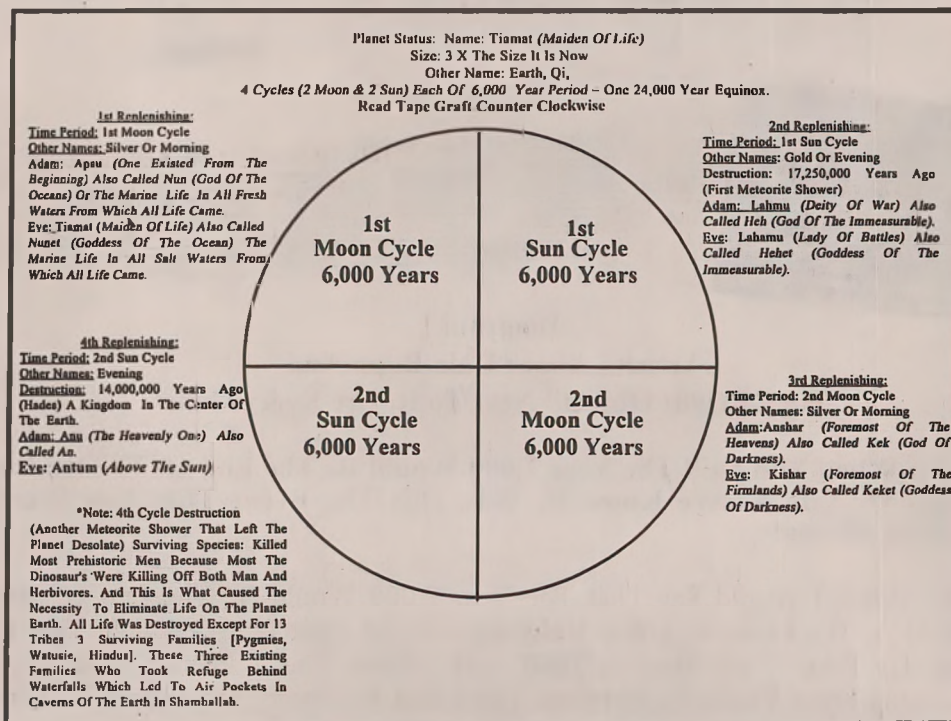 Planet Status: Name: Tiamat (Maiden Of Life)
Size: 3 X The Size It Is Now
Other Name: Earth, Qi,
4 Cycles (2 Moon & 2 Sun) Each Of 6,000 Year Period – One 24,000 Year Equinox.
Read Tape Graft Counter Clockwise
1st Replenishing:
Time Period: 1st Moon Cycle
Other Names: Silver Or Morning
Adam: Apsu (One Existed From The
Beginning) Also Called Nun (God Of The
Oceans) Or The Marine Life In All Fresh
Waters From Which All Life Came.
Eve: Tiamat (Maiden Of Life) Also Called
Nunet (Goddess Of The Ocean) The
Marine Life In All Salt Waters From
Which All Life Came.
1st
Moon Cycle
6,000 Years
1st
Sun Cycle
6,000 Years
2nd Replenishing:
Time Period: 1st Sun Cycle
Other Names: Gold Or Evening
Destruction: 17,250,000 Years Ago
(First Meteorite Shower)
Adam: Lahmu (Deity Of War) Also
Called Heh (God Of The Immeasurable).
Eve: Lahamu (Lady Of Battles) Also
Called Hehet (Goddess Of The
Immeasurable).
4th Replenishing:
Time Period: 2nd Sun Cycle
Other Names: Evening
Destruction: 14,000,000 Years Ago
(Hades) A Kingdom In The Center Of
The Earth.
Adam: Anu (The Heavenly One) Also
Called An.
Eve: Antum (Above The Sun)
2nd
Sun Cycle
6,000 Years
2nd
Moon Cycle
6,000 Years
3rd Replenishing:
Time Period: 2nd Moon Cycle
Other Names: Silver Or Morning
Adam:Anshar (Foremost Of The
Heavens) Also Called Kek (God Of
Darkness).
Eve: Kishar (Foremost Of The
Firmlands) Also Called Keket (Goddess
Of Darkness).
*Note: 4th Cycle Destruction
(Another Meteorite Shower That Left The
Planet Desolate) Surviving Species: Killed
Most Prehistoric Men Because Most The
Dinosaur's Were Killing Off Both Man And
Herbivores. And This Is What Caused The
Necessity To Eliminate Life On The Planet
Earth. All Life Was Destroyed Except For 13
Tribes 3 Surviving Families [Pygmies,
Watusie, Hindus]. These Three Existing
Families Who Took Refuge Behind
Waterfalls Which Led To Air Pockets In
Caverns Of The Earth In Shamballah.